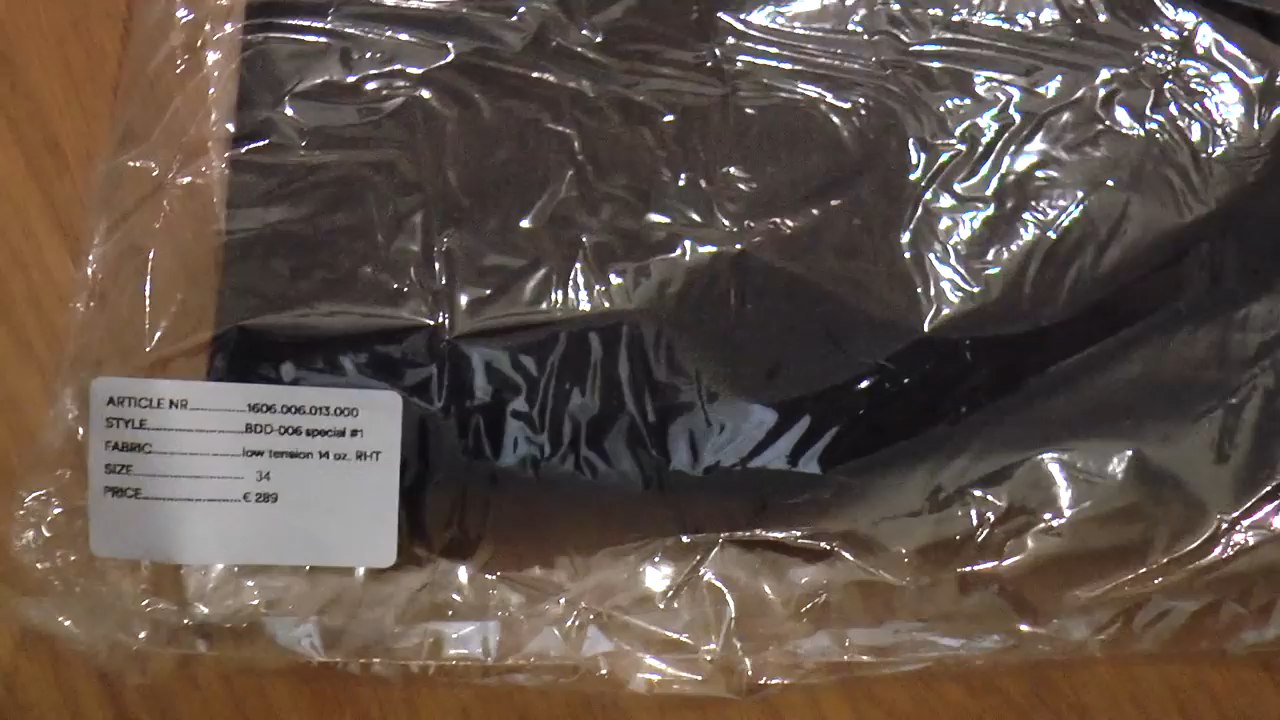 ARTICLE NR..............1606.006.013.000
STYLE..............................BDD-006 special #1
FABRIC............................low tension 14 oz. RHT
SIZE.................................. 34
PRICE..............................€ 289